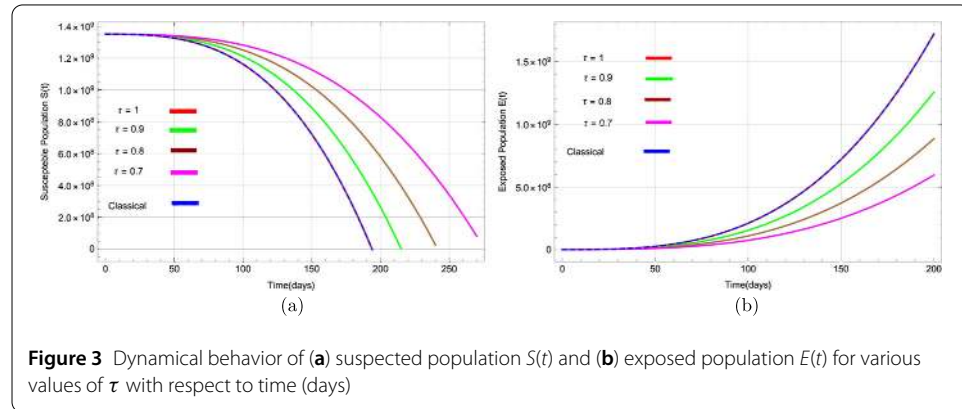 1.4×10⁹
1.2×10⁹
1.0×10⁹
8.0×10⁸
6.0×10⁸
4.0×10⁸
2.0×10⁸
0
Susceptible Population S(t)
τ = 1
τ = 0.9
τ = 0.8
τ = 0.7
Classical
0 50 100 150 200 250
Time(days)
(a)
1.5×10⁹
1.0×10⁹
5.0×10⁸
0
Exposed Population E(t)
τ = 1
τ = 0.9
τ = 0.8
τ = 0.7
Classical
0 50 100 150 200
Time(days)
(b)
Figure 3 Dynamical behavior of (a) suspected population S(t) and (b) exposed population E(t) for various
values of τ with respect to time (days)